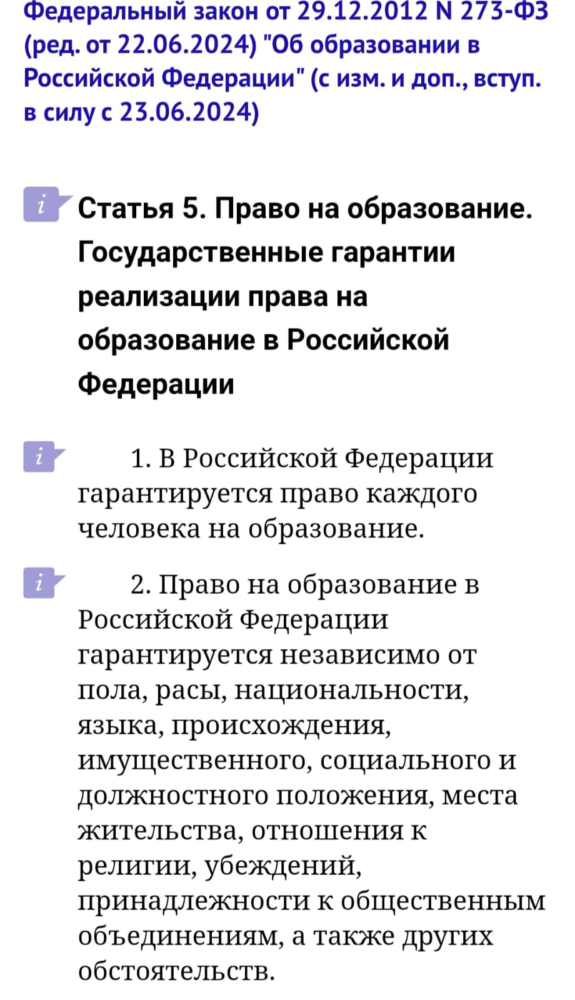 Федеральный закон от 29.12.2012 N 273-ФЗ
(ред. от 22.06.2024) "Об образовании в
Российской Федерации" (с изм. и доп., вступ.
в силу с 23.06.2024)
i Статья 5. Право на образование.
Государственные гарантии
реализации права на
образование в Российской
Федерации
i 1. В Российской Федерации
гарантируется право каждого
человека на образование.
i 2. Право на образование в
Российской Федерации
гарантируется независимо от
пола, расы, национальности,
языка, происхождения,
имущественного, социального и
должностного положения, места
жительства, отношения к
религии, убеждений,
принадлежности к общественным
объединениям, а также других
обстоятельств.